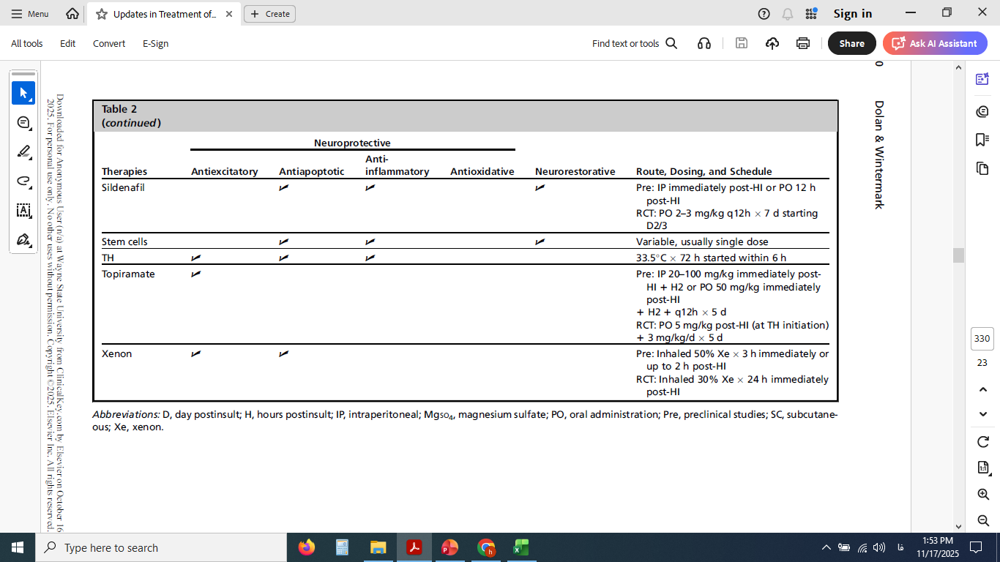 Menu
Updates in Treatment of...
Create
Sign in
All tools
Edit
Convert
E-Sign
Find text or tools
Share
Ask AI Assistant
0
Dolan & Wintermark
Downloaded for Anonymous User (n/a) at Wayne State University from ClinicalKey.com by Elsevier on October 16
2025. For personal use only. No other uses without permission. Copyright ©2025. Elsevier Inc. All rights reserved.
Table 2
(continued)
Neuroprotective
Therapies Antiexcitatory Antiapoptotic Anti-inflammatory Antioxidative Neurorestorative Route, Dosing, and Schedule
Sildenafil ✓ ✓ ✓ Pre: IP immediately post-HI or PO 12 h
post-HI
RCT: PO 2–3 mg/kg q12h × 7 d starting
D2/3
Stem cells ✓ ✓ ✓ Variable, usually single dose
TH ✓ ✓ ✓ 33.5°C × 72 h started within 6 h
Topiramate ✓ Pre: IP 20–100 mg/kg immediately post-
HI + H2 or PO 50 mg/kg immediately
post-HI
+ H2 + q12h × 5 d
RCT: PO 5 mg/kg post-HI (at TH initiation)
+ 3 mg/kg/d × 5 d
Xenon ✓ ✓ Pre: Inhaled 50% Xe × 3 h immediately or
up to 2 h post-HI
RCT: Inhaled 30% Xe × 24 h immediately
post-HI
Abbreviations: D, day postinsult; H, hours postinsult; IP, intraperitoneal; MgSO₄, magnesium sulfate; PO, oral administration; Pre, preclinical studies; SC, subcutane-
ous; Xe, xenon.
330
23
1:1
Type here to search
فا
1:53 PM
11/17/2025